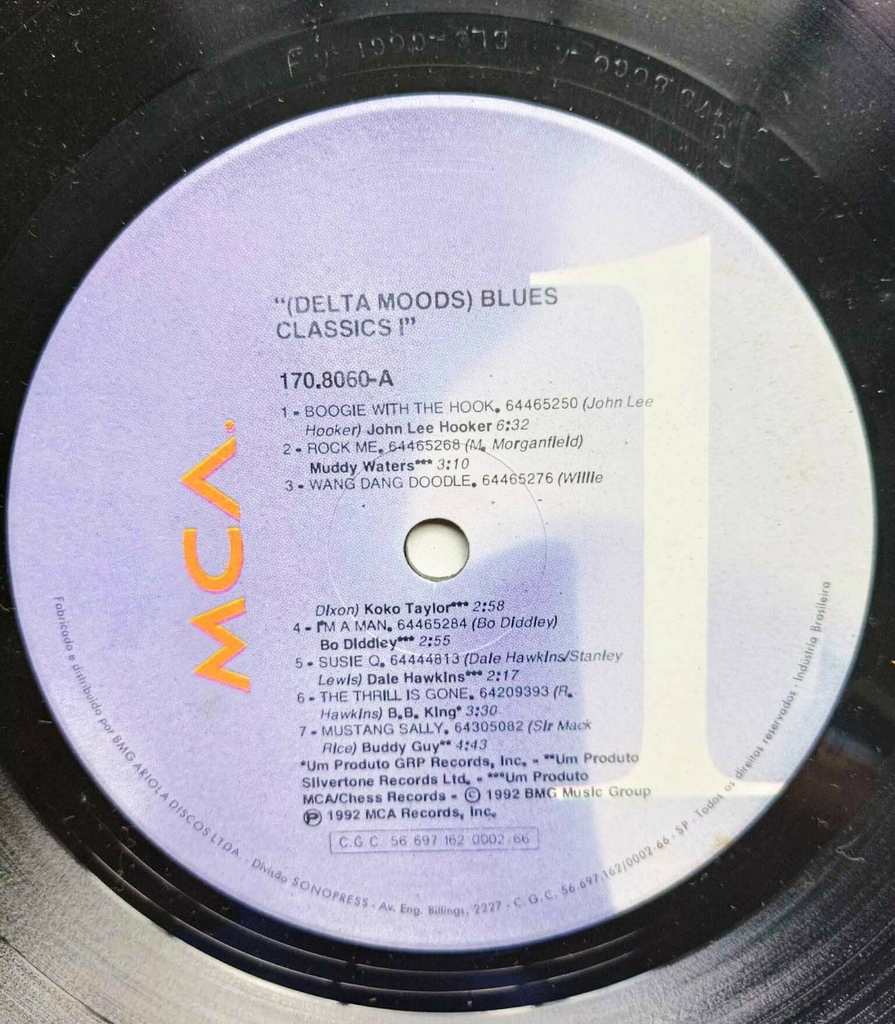 "(DELTA MOODS) BLUES
CLASSICS I"
170.8060-A
1 - BOOGIE WITH THE HOOK. 64465250 (John Lee
Hooker) John Lee Hooker 6:32
2 - ROCK ME. 64465268 (M. Morganfield)
Muddy Waters*** 3:10
3 - WANG DANG DOODLE. 64465276 (Willie
Dixon) Koko Taylor*** 2:58
4 - I'M A MAN. 64465284 (Bo Diddley)
Bo Diddley*** 2:55
5 - SUSIE Q. 64444813 (Dale Hawkins/Stanley
Lewis) Dale Hawkins*** 2:17
6 - THE THRILL IS GONE. 64209393 (R.
Hawkins) B.B. King* 3:30
7 - MUSTANG SALLY. 64305082 (Sir Mack
Rice) Buddy Guy** 4:43
*Um Produto GRP Records, Inc. - **Um Produto
Silvertone Records Ltd. - ***Um Produto
MCA/Chess Records - © 1992 BMG Music Group
℗ 1992 MCA Records, Inc.
C.G.C 56 697 162 0002-66
MCA®
1
Fabricado e distribuído por BMG ARIOLA DISCOS LTDA. - Divisão SONOPRESS - Av. Eng. Billings, 2227 - C.G.C. 56.697.162/0002-66 - SP - Todos os direitos reservados - Indústria Brasileira